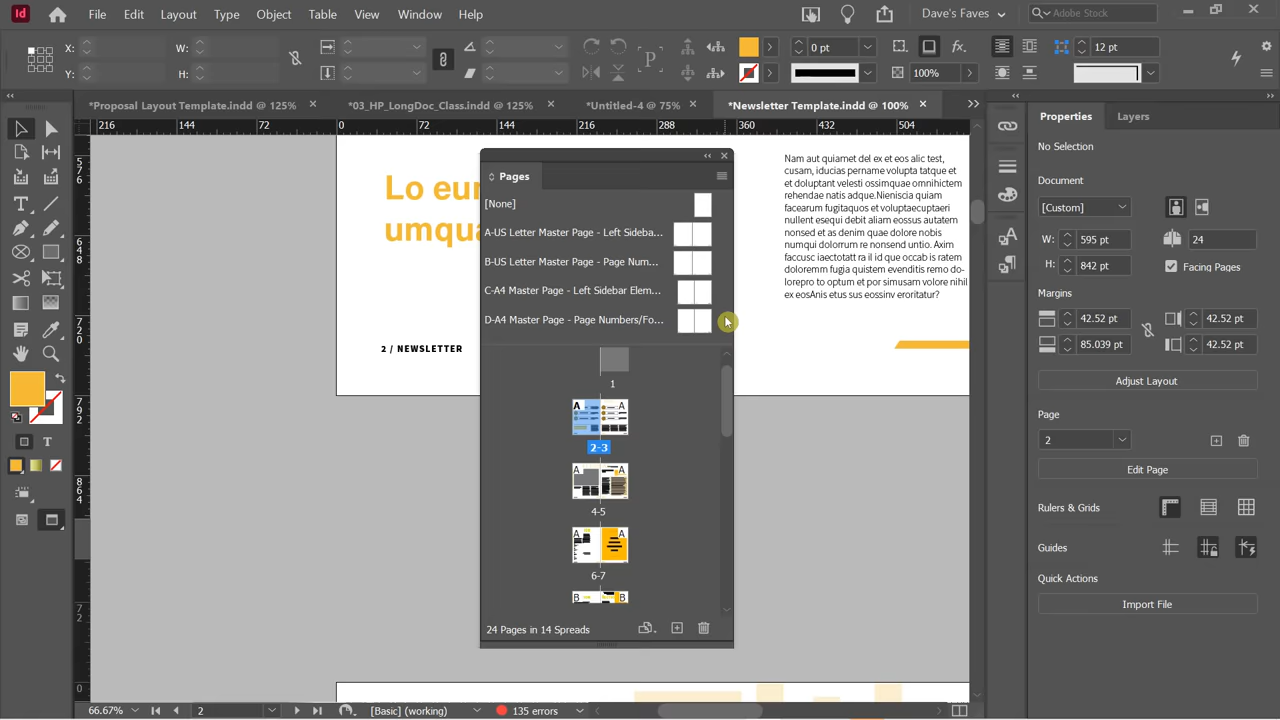 File Edit Layout Type Object Table View Window Help
Dave's Faves
Adobe Stock
X: W: 0 pt fx. 12 pt
Y: H: 100%
*Proposal Layout Template.indd @ 125% × *03_HP_LongDoc_Class.indd @ 125% × *Untitled-4 @ 75% × *Newsletter Template.indd @ 100% ×
216 144 72 0 72 144 216 288 360 432 504
Properties Layers
No Selection
Document
[Custom]
W: 595 pt 24
H: 842 pt Facing Pages
Margins
42.52 pt 42.52 pt
85.039 pt 42.52 pt
Adjust Layout
Page
2
Edit Page
Rulers & Grids
Guides
Quick Actions
Import File
Lo eu
umqua
2 / NEWSLETTER
Pages
[None]
A-US Letter Master Page - Left Sideba...
B-US Letter Master Page - Page Num...
C-A4 Master Page - Left Sidebar Elem...
D-A4 Master Page - Page Numbers/Fo...
1
A A
2-3
A A
4-5
A A
6-7
B B
24 Pages in 14 Spreads
Nam aut quiamet del ex et eos alic test,
cusam, iducias pername volupta tatque et
et doluptant velesti ossimquae omnihictem
rehenis natis adque.Nieniscia quiam
facearum fugitaquos et voluptaecuptaem
nullent esequi debit aliam eossus autatem
nonsed et de earum dolore nobis mintur,
numqui dolorum re nonsend untio. Axim
faccusc iaectotati ra il id que occab is ratem
doloremm fugia quistem evenditis remo do-
lorepro to optatem et por simusam volore nihil
ex eosAnis etus sus eossinv eroritatur?
66.67% 2 [Basic] (working) 135 errors